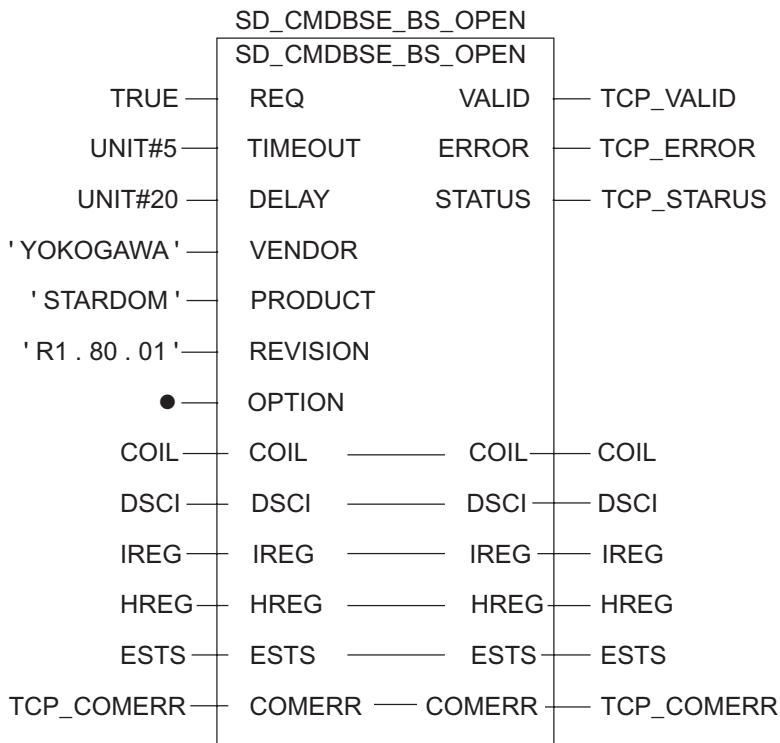 SD_CMDBSE_BS_OPEN
SD_CMDBSE_BS_OPEN
TRUE REQ VALID TCP_VALID
UNIT#5 TIMEOUT ERROR TCP_ERROR
UNIT#20 DELAY STATUS TCP_STARUS
' YOKOGAWA ' VENDOR
' STARDOM ' PRODUCT
' R1 . 80 . 01 ' REVISION
OPTION
COIL COIL COIL COIL
DSCI DSCI DSCI DSCI
IREG IREG IREG IREG
HREG HREG HREG HREG
ESTS ESTS ESTS ESTS
TCP_COMERR COMERR COMERR TCP_COMERR